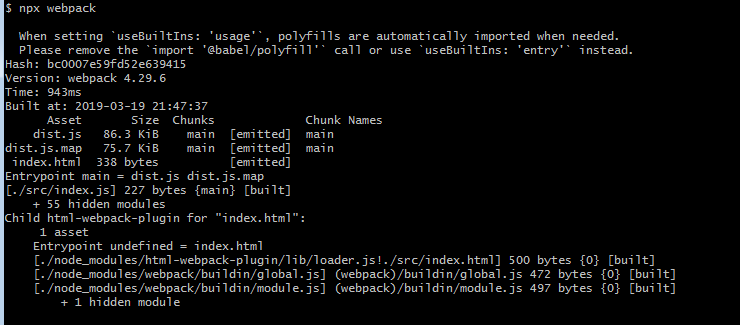 $ npx webpack
When setting `useBuiltIns: 'usage'`, polyfills are automatically imported when needed.
Please remove the `import '@babel/polyfill'` call or use `useBuiltIns: 'entry'` instead.
Hash: bc0007e59fd52e639415
Version: webpack 4.29.6
Time: 943ms
Built at: 2019-03-19 21:47:37
Asset Size Chunks Chunk Names
dist.js 86.3 KiB main [emitted] main
dist.js.map 75.7 KiB main [emitted] main
index.html 338 bytes [emitted]
Entrypoint main = dist.js dist.js.map
[./src/index.js] 227 bytes {main} [built]
+ 55 hidden modules
Child html-webpack-plugin for "index.html":
1 asset
Entrypoint undefined = index.html
[./node_modules/html-webpack-plugin/lib/loader.js!./src/index.html] 500 bytes {0} [built]
[./node_modules/webpack/buildin/global.js] (webpack)/buildin/global.js 472 bytes {0} [built]
[./node_modules/webpack/buildin/module.js] (webpack)/buildin/module.js 497 bytes {0} [built]
+ 1 hidden module